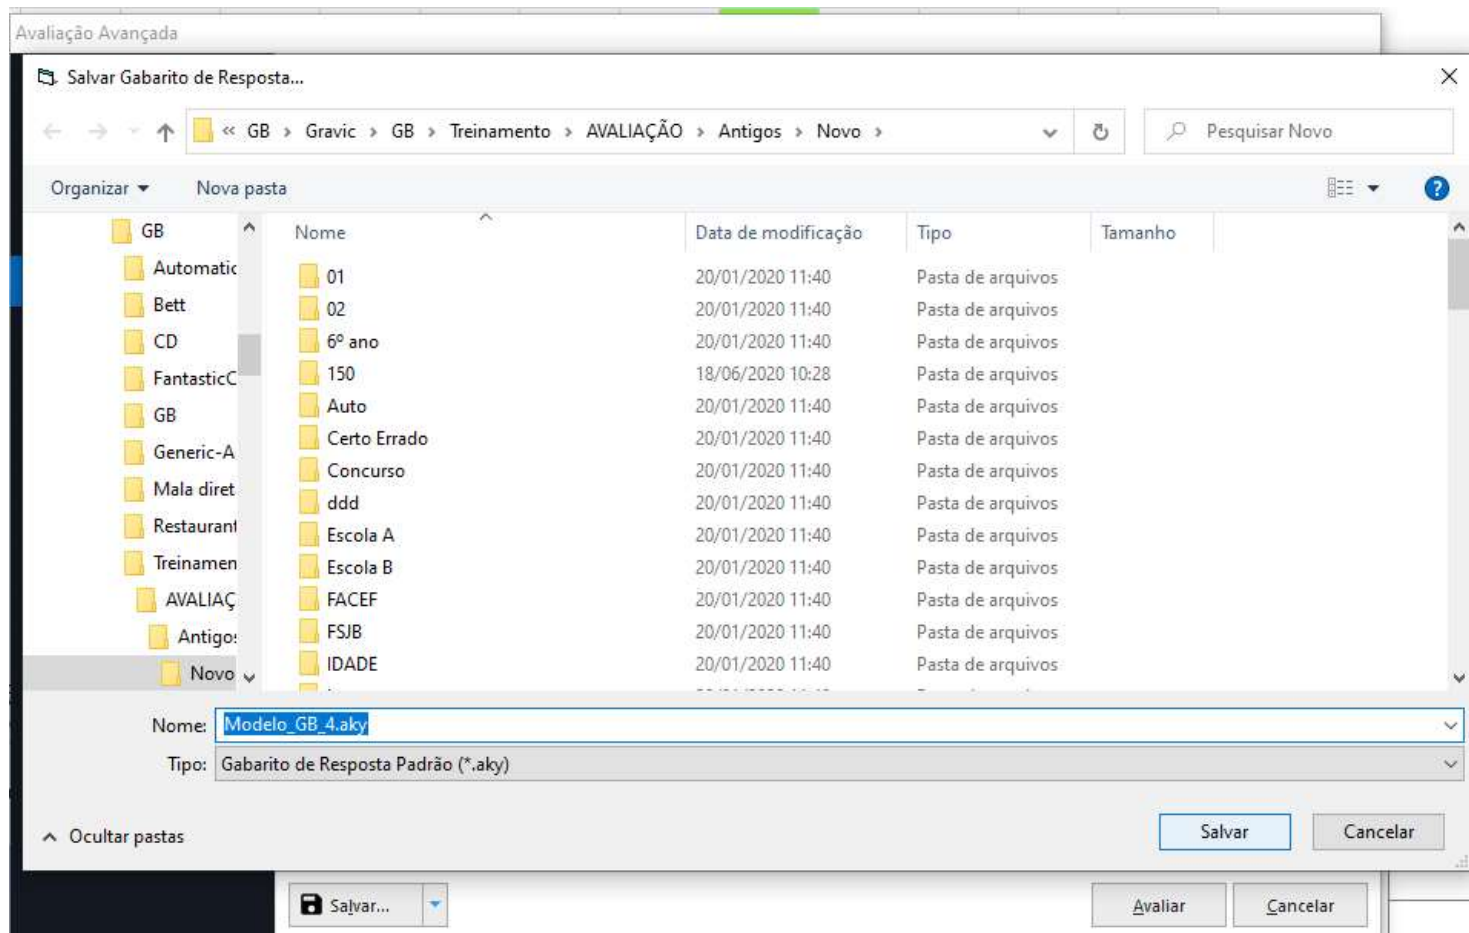 Avaliação Avançada
Salvar Gabarito de Resposta...
« GB > Gravic > GB > Treinamento > AVALIAÇÃO > Antigos > Novo >
Pesquisar Novo
Organizar
Nova pasta
GB
Automatic
Bett
CD
FantasticC
GB
Generic-A
Mala diret
Restaurant
Treinamen
AVALIAÇ
Antigo
Novo
Nome Data de modificação Tipo Tamanho
01 20/01/2020 11:40 Pasta de arquivos
02 20/01/2020 11:40 Pasta de arquivos
6º ano 20/01/2020 11:40 Pasta de arquivos
150 18/06/2020 10:28 Pasta de arquivos
Auto 20/01/2020 11:40 Pasta de arquivos
Certo Errado 20/01/2020 11:40 Pasta de arquivos
Concurso 20/01/2020 11:40 Pasta de arquivos
ddd 20/01/2020 11:40 Pasta de arquivos
Escola A 20/01/2020 11:40 Pasta de arquivos
Escola B 20/01/2020 11:40 Pasta de arquivos
FACEF 20/01/2020 11:40 Pasta de arquivos
FSJB 20/01/2020 11:40 Pasta de arquivos
IDADE 20/01/2020 11:40 Pasta de arquivos
Nome: Modelo_GB_4.aky
Tipo: Gabarito de Resposta Padrão (*.aky)
Ocultar pastas
Salvar
Cancelar
Salvar...
Avaliar
Cancelar